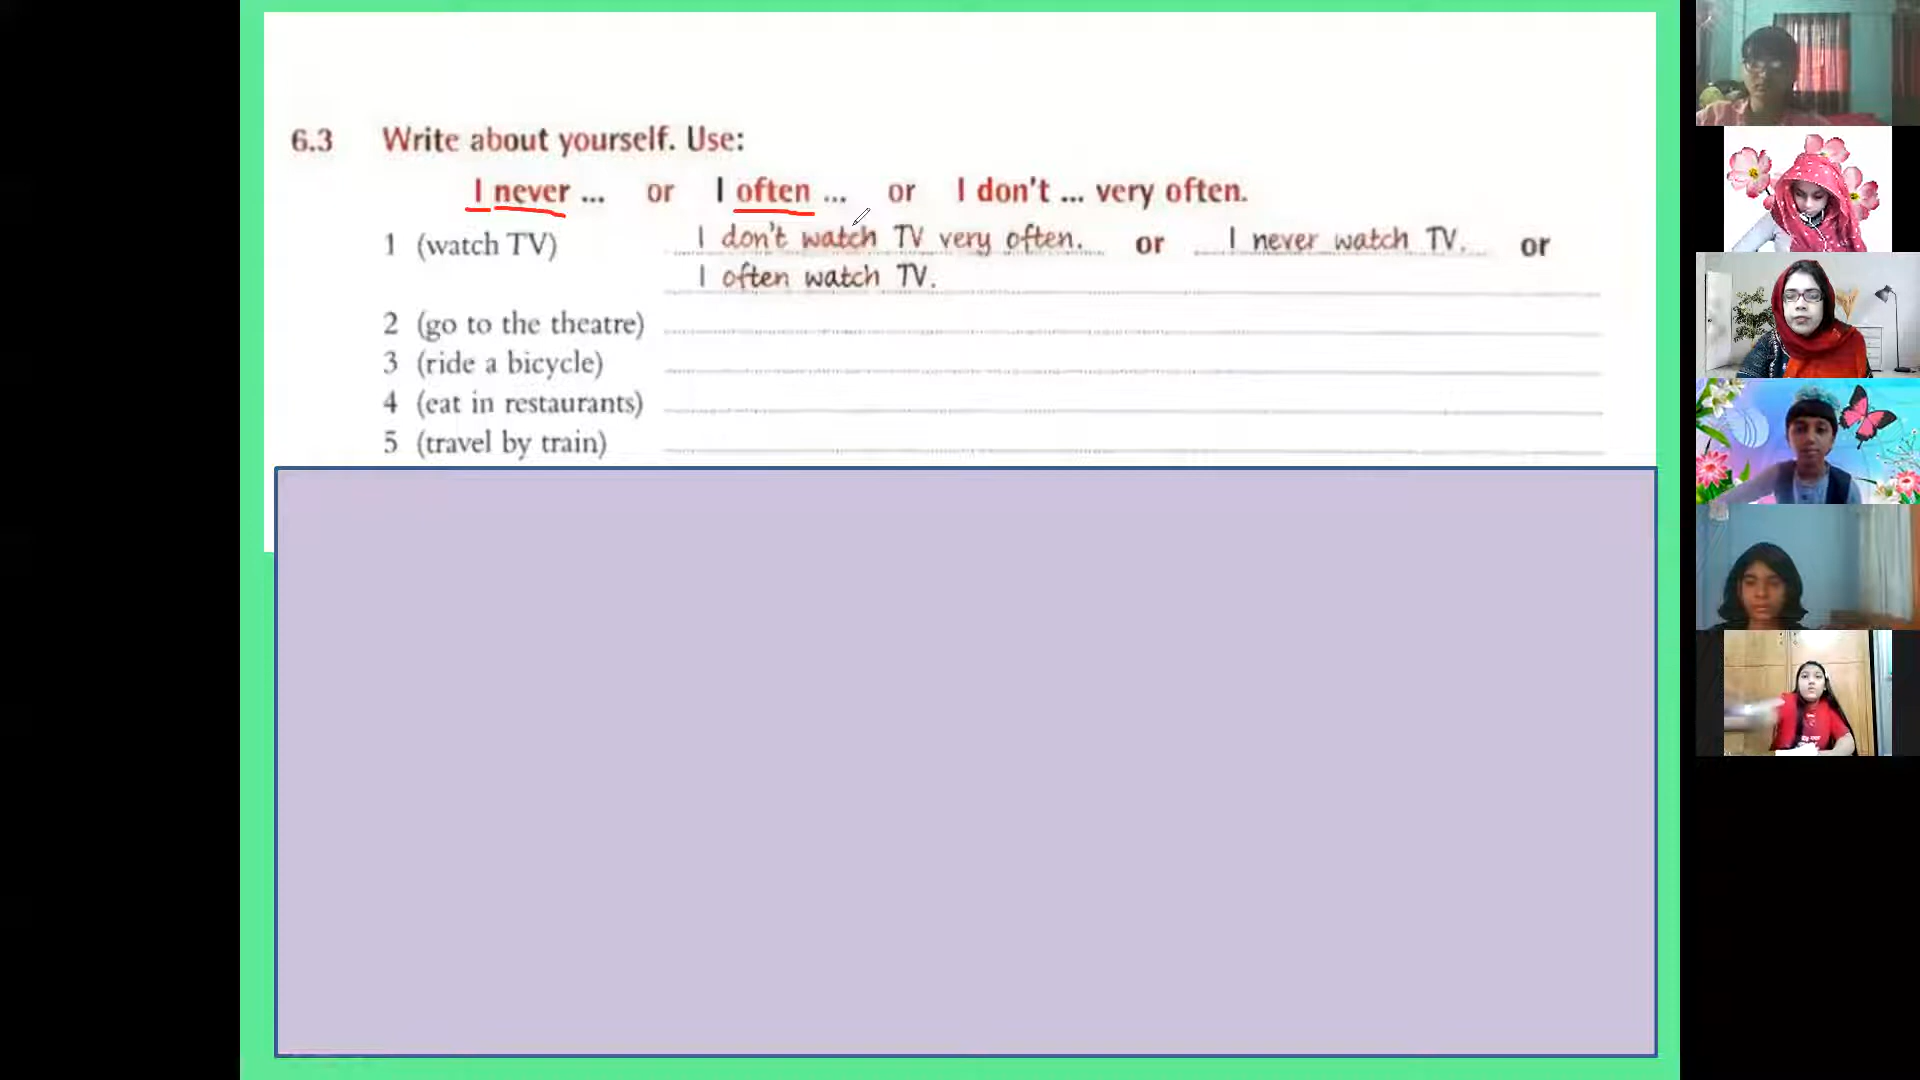 6.3 Write about yourself. Use:
I never ... or I often ... or I don't ... very often.
1 (watch TV) I don't watch TV very often. or I never watch TV. or
I often watch TV.
2 (go to the theatre)
3 (ride a bicycle)
4 (eat in restaurants)
5 (travel by train)